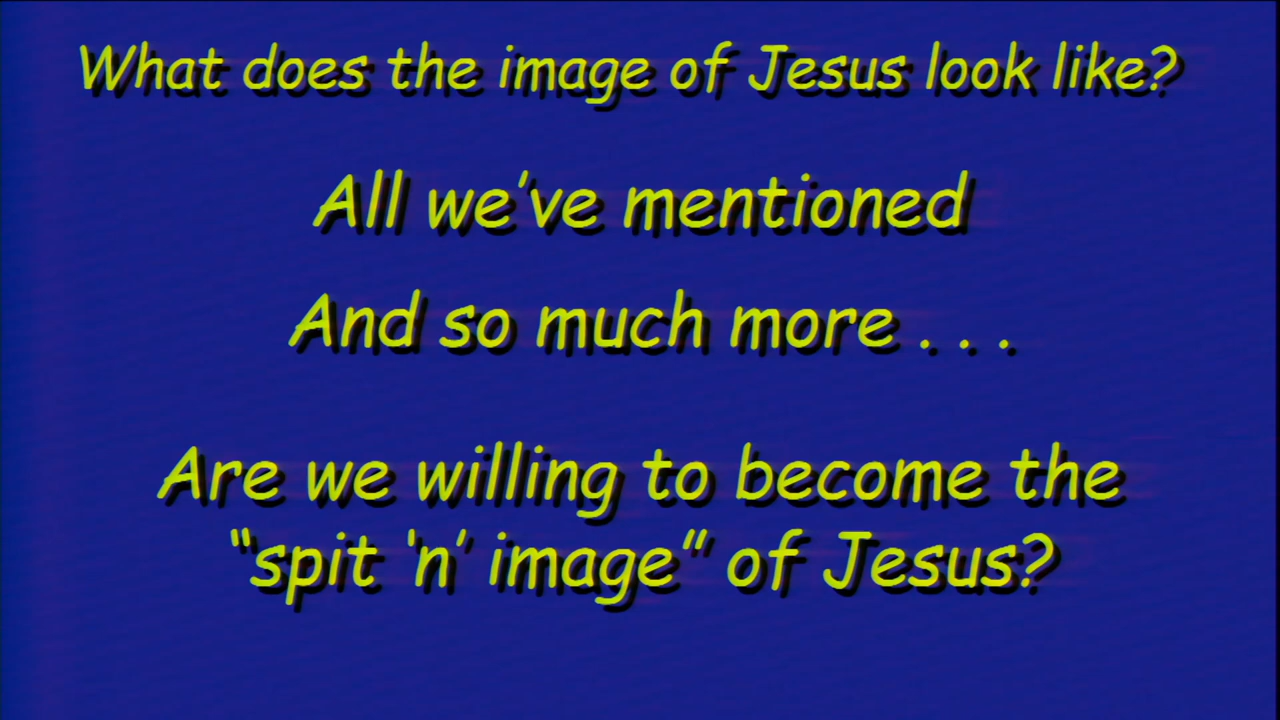 What does the image of Jesus look like?
All we’ve mentioned
And so much more . . .
Are we willing to become the
“spit ‘n’ image” of Jesus?